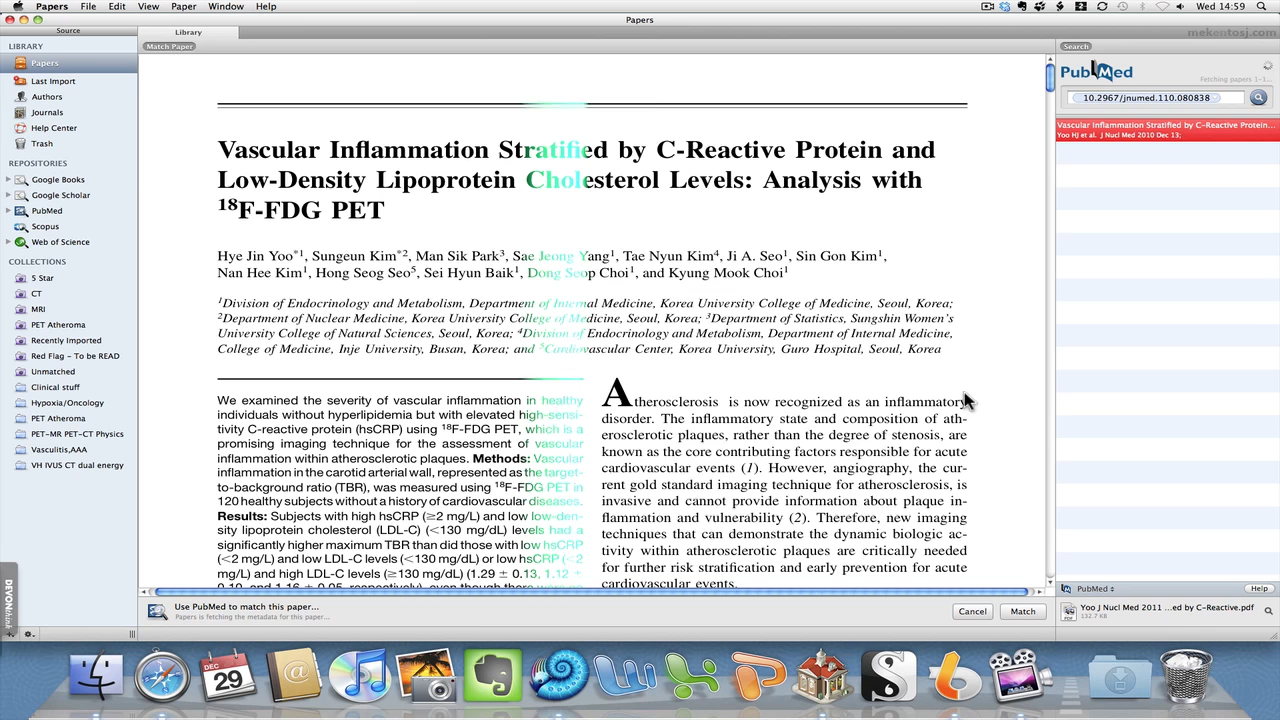 Papers File Edit View Paper Window Help
Wed 14:59
Papers
Source
Library
mekentosj.com
LIBRARY
Papers
Last Import
Authors
Journals
Help Center
Trash
REPOSITORIES
Google Books
Google Scholar
PubMed
Scopus
Web of Science
COLLECTIONS
5 Star
CT
MRI
PET Atheroma
Recently Imported
Red Flag – To be READ
Unmatched
Clinical stuff
Hypoxia/Oncology
PET Atheroma
PET-MR PET-CT Physics
Vasculitis,AAA
VH IVUS CT dual energy
DEVONthink
Match Paper
Vascular Inflammation Stratified by C-Reactive Protein and
Low-Density Lipoprotein Cholesterol Levels: Analysis with
18F-FDG PET
Hye Jin Yoo*1, Sungeun Kim*2, Man Sik Park3, Sae Jeong Yang1, Tae Nyun Kim4, Ji A. Seo1, Sin Gon Kim1,
Nan Hee Kim1, Hong Seog Seo5, Sei Hyun Baik1, Dong Seop Choi1, and Kyung Mook Choi1
1Division of Endocrinology and Metabolism, Department of Internal Medicine, Korea University College of Medicine, Seoul, Korea;
2Department of Nuclear Medicine, Korea University College of Medicine, Seoul, Korea; 3Department of Statistics, Sungshin Women's
University College of Natural Sciences, Seoul, Korea; 4Division of Endocrinology and Metabolism, Department of Internal Medicine,
College of Medicine, Inje University, Busan, Korea; and 5Cardiovascular Center, Korea University, Guro Hospital, Seoul, Korea
We examined the severity of vascular inflammation in healthy
individuals without hyperlipidemia but with elevated high-sensi-
tivity C-reactive protein (hsCRP) using 18F-FDG PET, which is a
promising imaging technique for the assessment of vascular
inflammation within atherosclerotic plaques. Methods: Vascular
inflammation in the carotid arterial wall, represented as the target-
to-background ratio (TBR), was measured using 18F-FDG PET in
120 healthy subjects without a history of cardiovascular diseases.
Results: Subjects with high hsCRP (≥2 mg/L) and low low-den-
sity lipoprotein cholesterol (LDL-C) (<130 mg/dL) levels had a
significantly higher maximum TBR than did those with low hsCRP
(<2 mg/L) and low LDL-C levels (<130 mg/dL) or low hsCRP (<2
mg/L) and high LDL-C levels (≥130 mg/dL) (1.29 ± 0.13, 1.12 ±
Atherosclerosis is now recognized as an inflammatory
disorder. The inflammatory state and composition of ath-
erosclerotic plaques, rather than the degree of stenosis, are
known as the core contributing factors responsible for acute
cardiovascular events (1). However, angiography, the cur-
rent gold standard imaging technique for atherosclerosis, is
invasive and cannot provide information about plaque in-
flammation and vulnerability (2). Therefore, new imaging
techniques that can demonstrate the dynamic biologic ac-
tivity within atherosclerotic plaques are critically needed
for further risk stratification and early prevention for acute
cardiovascular events.
Use PubMed to match this paper...
Papers is fetching the metadata for this paper...
Cancel
Match
Search
PubMed
Fetching papers 1-1...
10.2967/jnumed.110.080838
Vascular Inflammation Stratified by C-Reactive Protein...
Yoo HJ et al. J Nucl Med 2010 Dec 13;
PubMed
Help
Yoo J Nucl Med 2011 ...ed by C-Reactive.pdf
132.7 KB
DEC
29